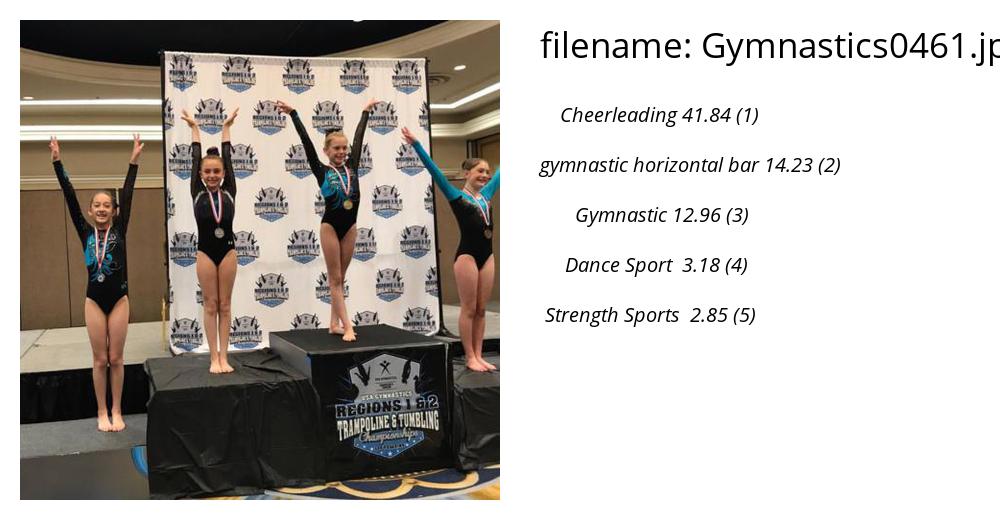 filename: Gymnastics0461.jp
Cheerleading 41.84 (1)
gymnastic horizontal bar 14.23 (2)
Gymnastic 12.96 (3)
Dance Sport 3.18 (4)
Strength Sports 2.85 (5)
USA GYMNASTICS
REGIONS 1 & 2
TRAMPOLINE & TUMBLING
Championships